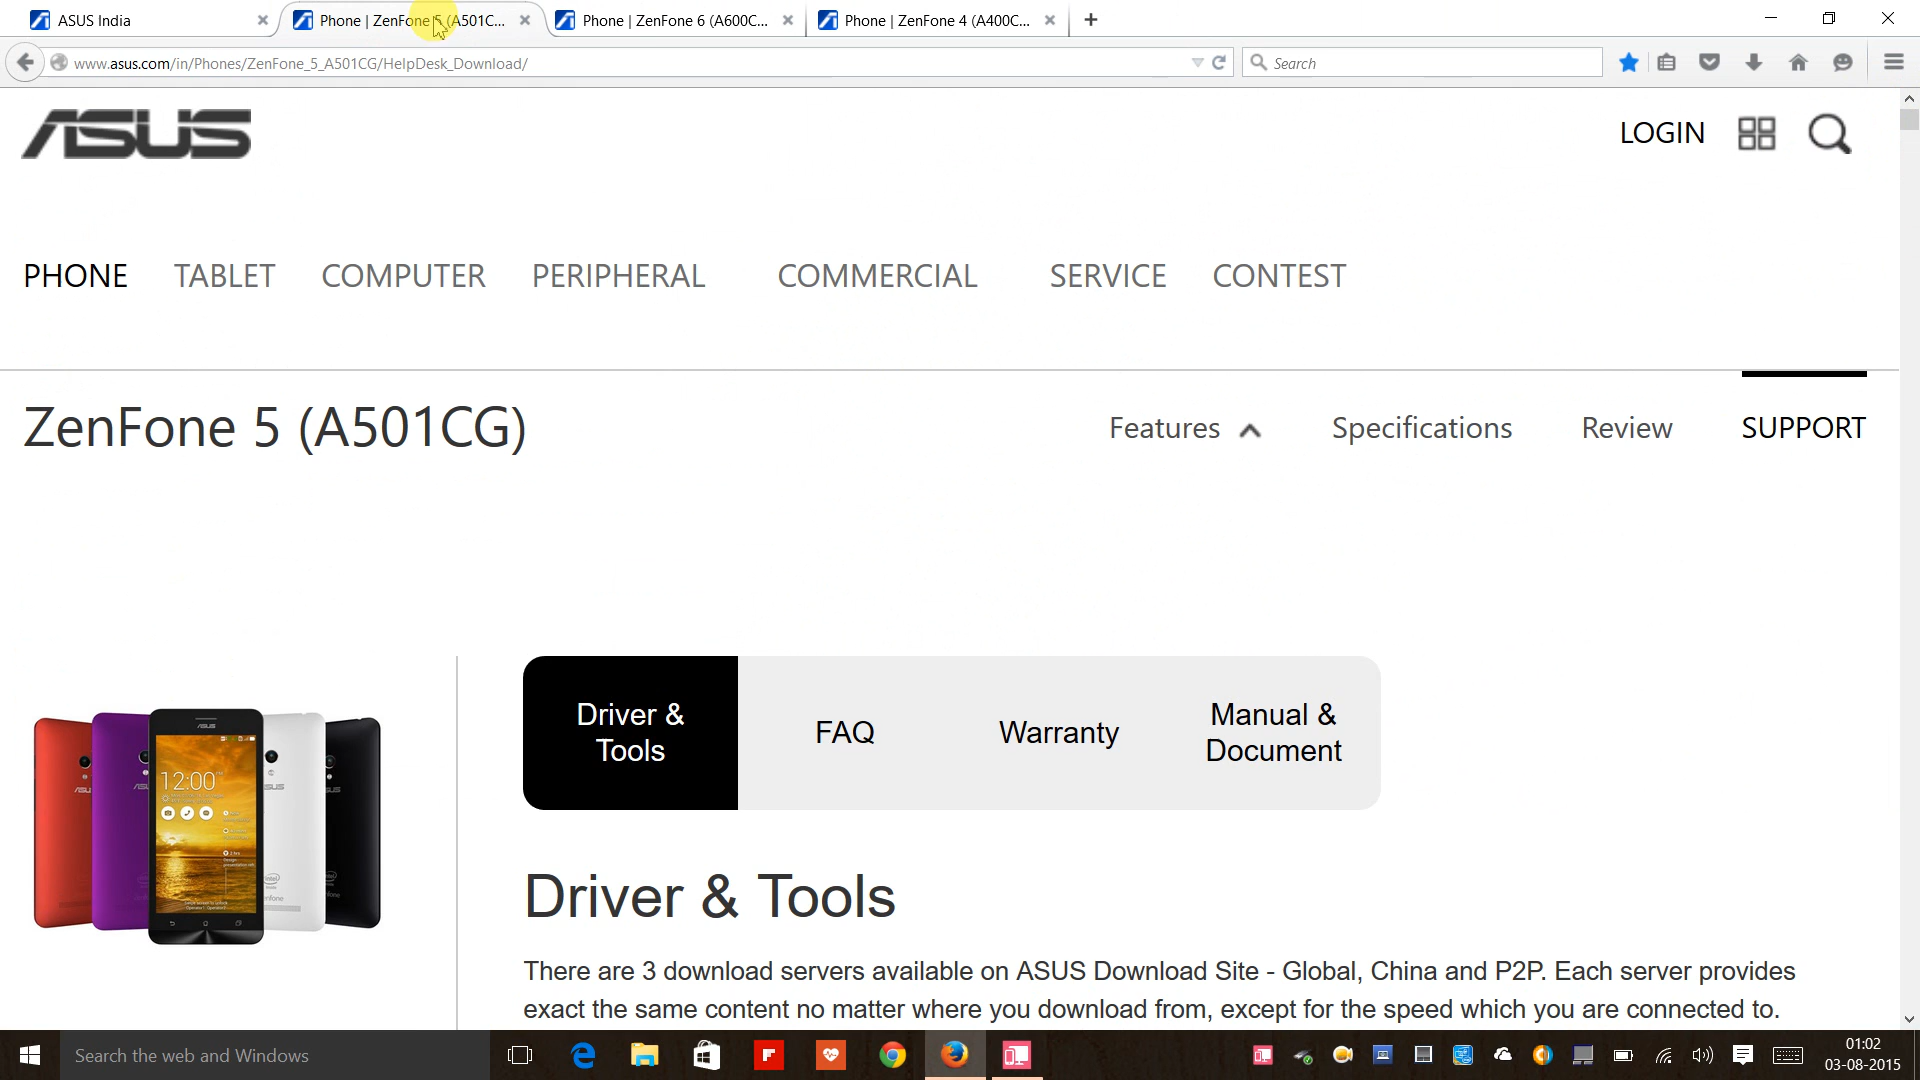 ASUS India
Phone | ZenFone 5 (A501C...
Phone | ZenFone 6 (A600C...
Phone | ZenFone 4 (A400C...
www.asus.com/in/Phones/ZenFone_5_A501CG/HelpDesk_Download/
Search
ASUS
LOGIN
PHONE TABLET COMPUTER PERIPHERAL COMMERCIAL SERVICE CONTEST
ZenFone 5 (A501CG)
Features Specifications Review SUPPORT
Driver & Tools
FAQ
Warranty
Manual & Document
ASUS
12:00
Driver & Tools
There are 3 download servers available on ASUS Download Site - Global, China and P2P. Each server provides
exact the same content no matter where you download from, except for the speed which you are connected to.
Search the web and Windows
01:02
03-08-2015